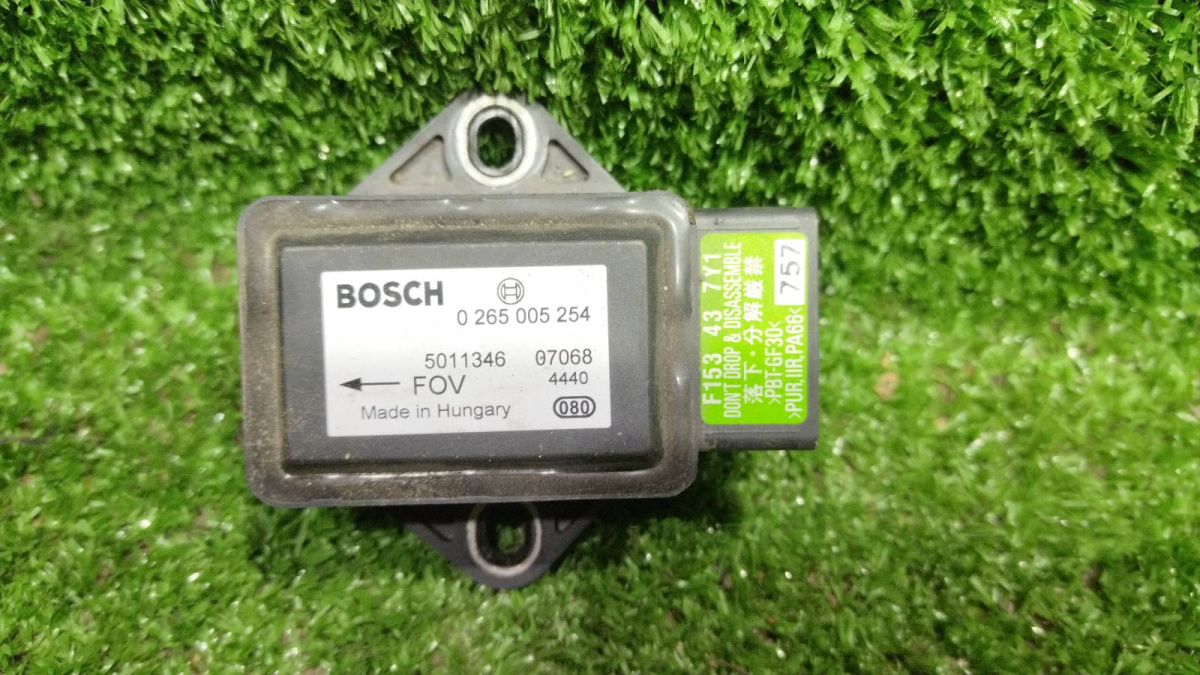 BOSCH
0 265 005 254
5011346 07068
← FOV 4440
Made in Hungary 080
F153 43 7Y1
DON'T DROP & DISASSEMBLE
落下・分解厳禁
>PBT-GF30<
>PUR,IIR,PA66<
757